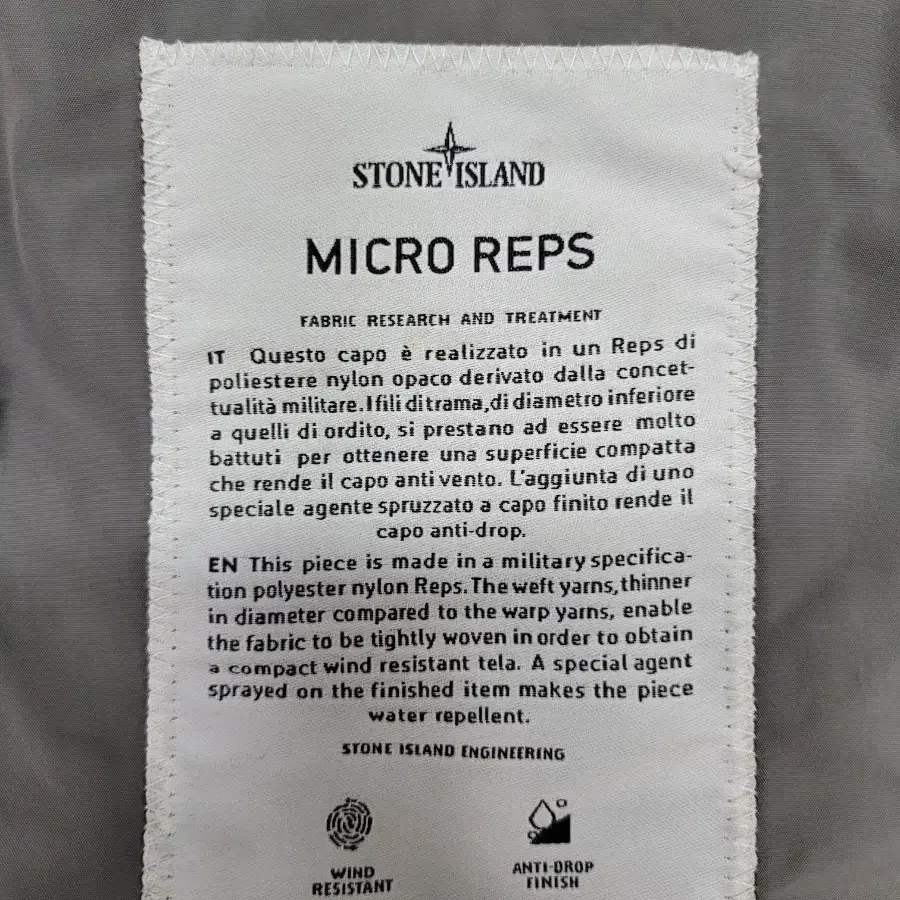 STONE ISLAND
MICRO REPS
FABRIC RESEARCH AND TREATMENT
IT Questo capo è realizzato in un Reps di
poliestere nylon opaco derivato dalla concet-
tualità militare. I fili di trama, di diametro inferiore
a quelli di ordito, si prestano ad essere molto
battuti per ottenere una superficie compatta
che rende il capo anti vento. L'aggiunta di uno
speciale agente spruzzato a capo finito rende il
capo anti-drop.
EN This piece is made in a military specifica-
tion polyester nylon Reps. The weft yarns, thinner
in diameter compared to the warp yarns, enable
the fabric to be tightly woven in order to obtain
a compact wind resistant tela. A special agent
sprayed on the finished item makes the piece
water repellent.
STONE ISLAND ENGINEERING
WIND
RESISTANT
ANTI-DROP
FINISH